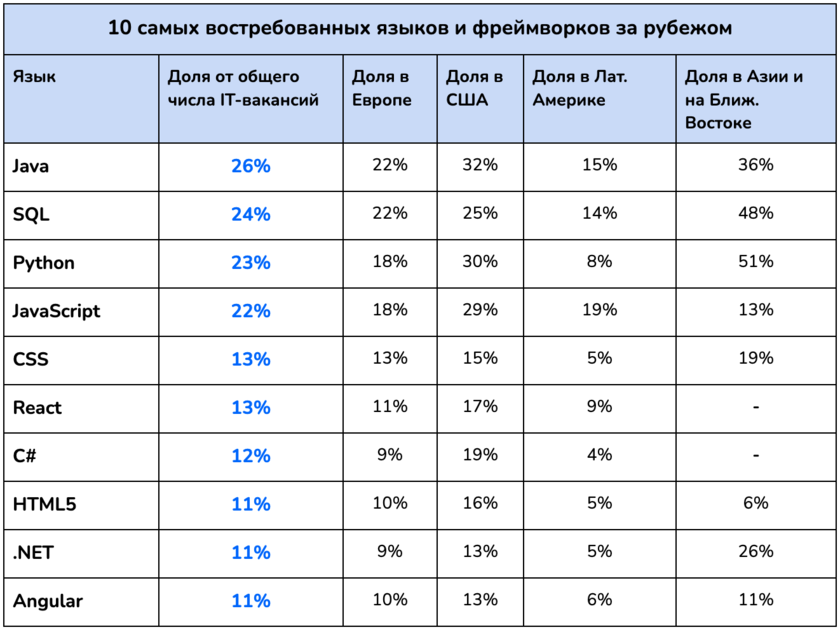 10 самых востребованных языков и фреймворков за рубежом
Язык Доля от общего числа IT-вакансий Доля в Европе Доля в США Доля в Лат. Америке Доля в Азии и на Ближ. Востоке
Java 26% 22% 32% 15% 36%
SQL 24% 22% 25% 14% 48%
Python 23% 18% 30% 8% 51%
JavaScript 22% 18% 29% 19% 13%
CSS 13% 13% 15% 5% 19%
React 13% 11% 17% 9% -
C# 12% 9% 19% 4% -
HTML5 11% 10% 16% 5% 6%
.NET 11% 9% 13% 5% 26%
Angular 11% 10% 13% 6% 11%